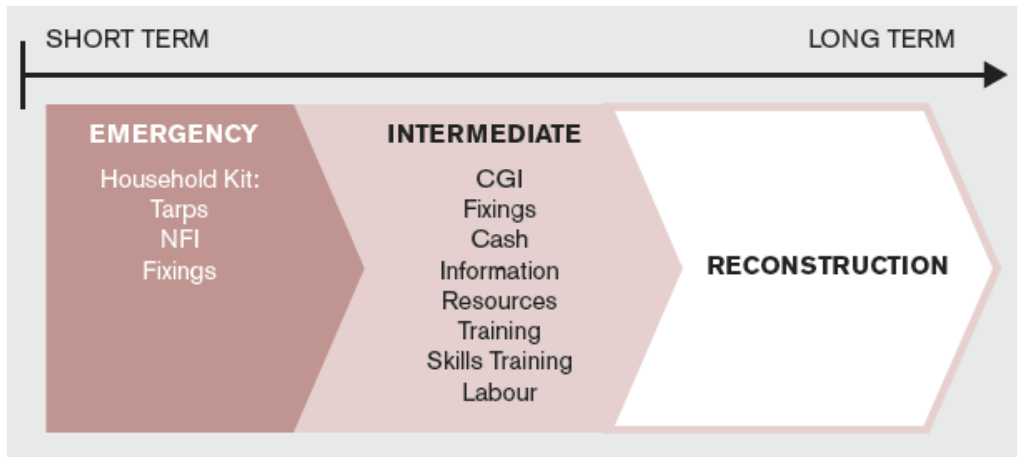 SHORT TERM
LONG TERM
EMERGENCY
Household Kit:
Tarps
NFI
Fixings
INTERMEDIATE
CGI
Fixings
Cash
Information
Resources
Training
Skills Training
Labour
RECONSTRUCTION